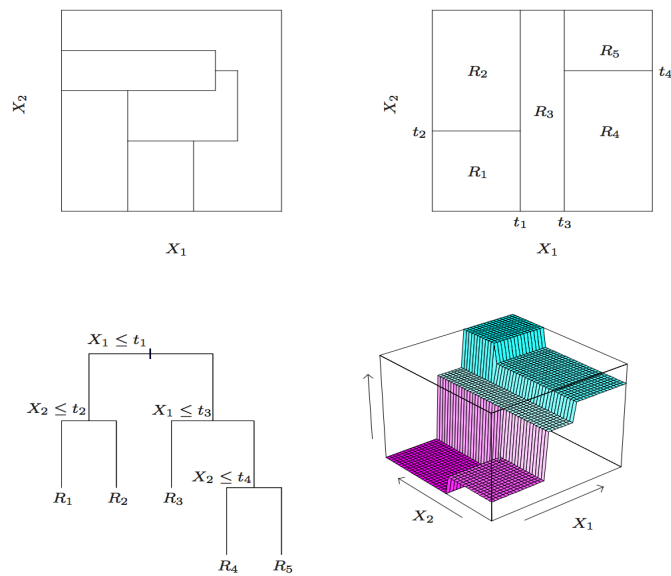 X₂
X₁
X₂
R₂
R₅
t₄
R₃
t₂
R₄
R₁
t₁
t₃
X₁
X₁ ≤ t₁
X₂ ≤ t₂
X₁ ≤ t₃
X₂ ≤ t₄
R₁
R₂
R₃
R₄
R₅
X₂
X₁